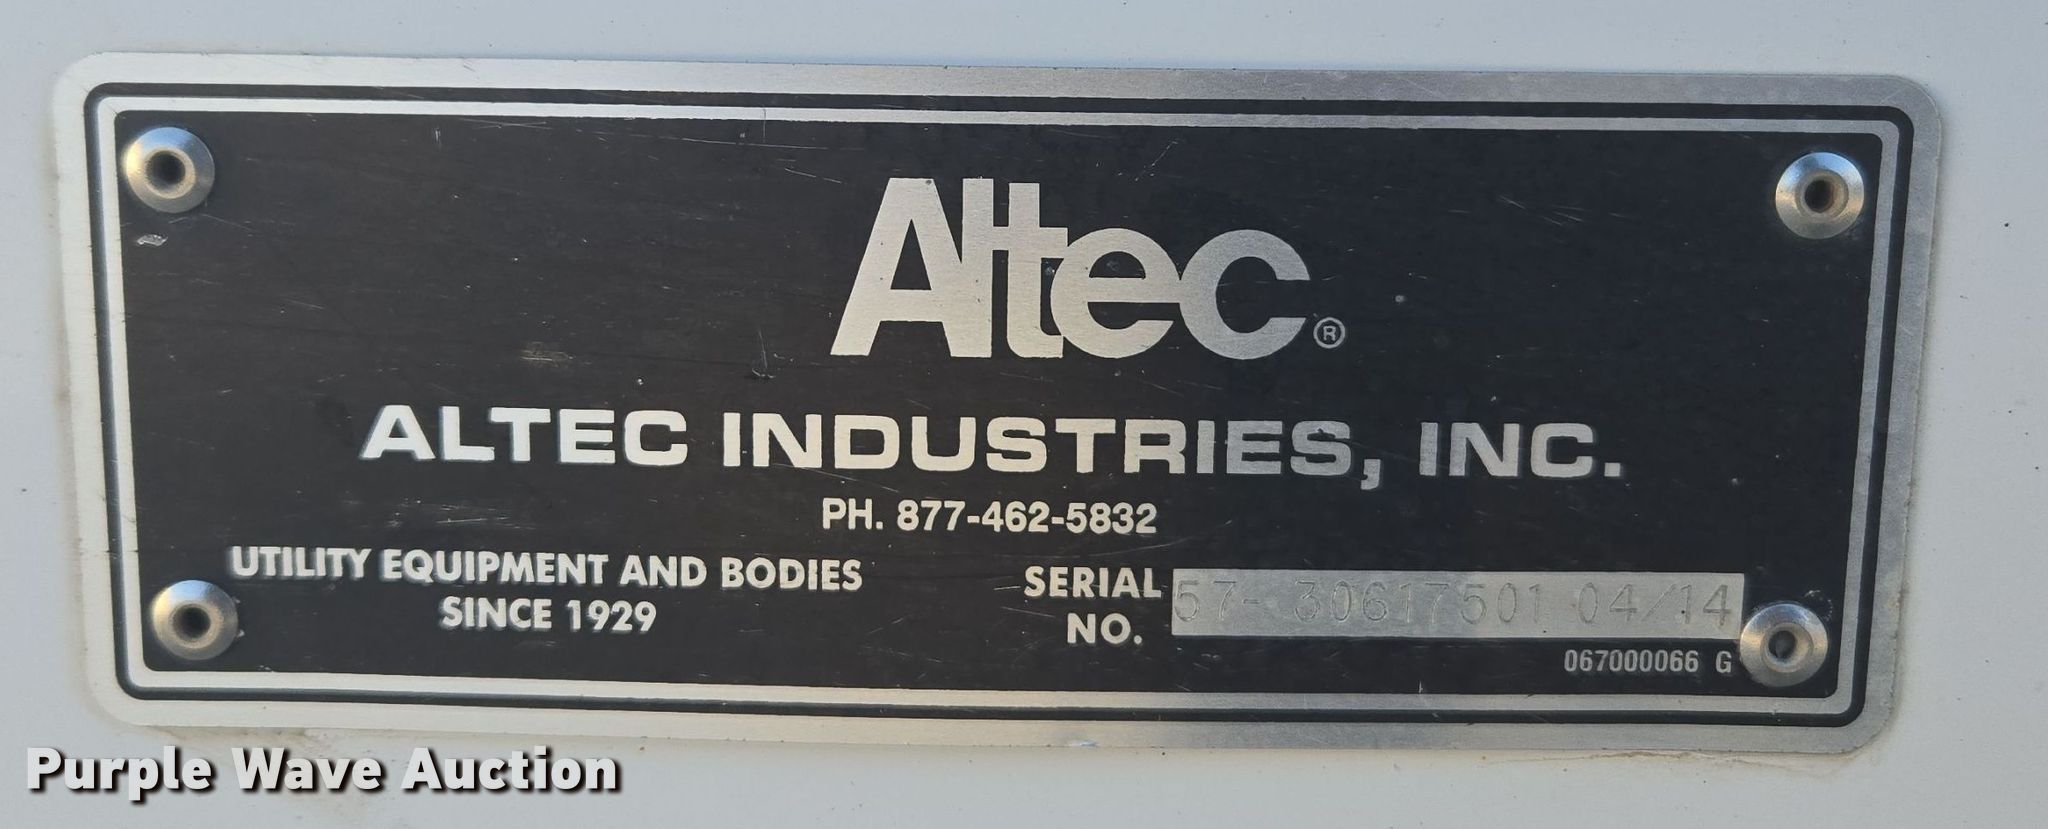 Altec®
ALTEC INDUSTRIES, INC.
PH. 877-462-5832
UTILITY EQUIPMENT AND BODIES
SINCE 1929
SERIAL NO. 57- 30617501 04/14
067000066 G
Purple Wave Auction